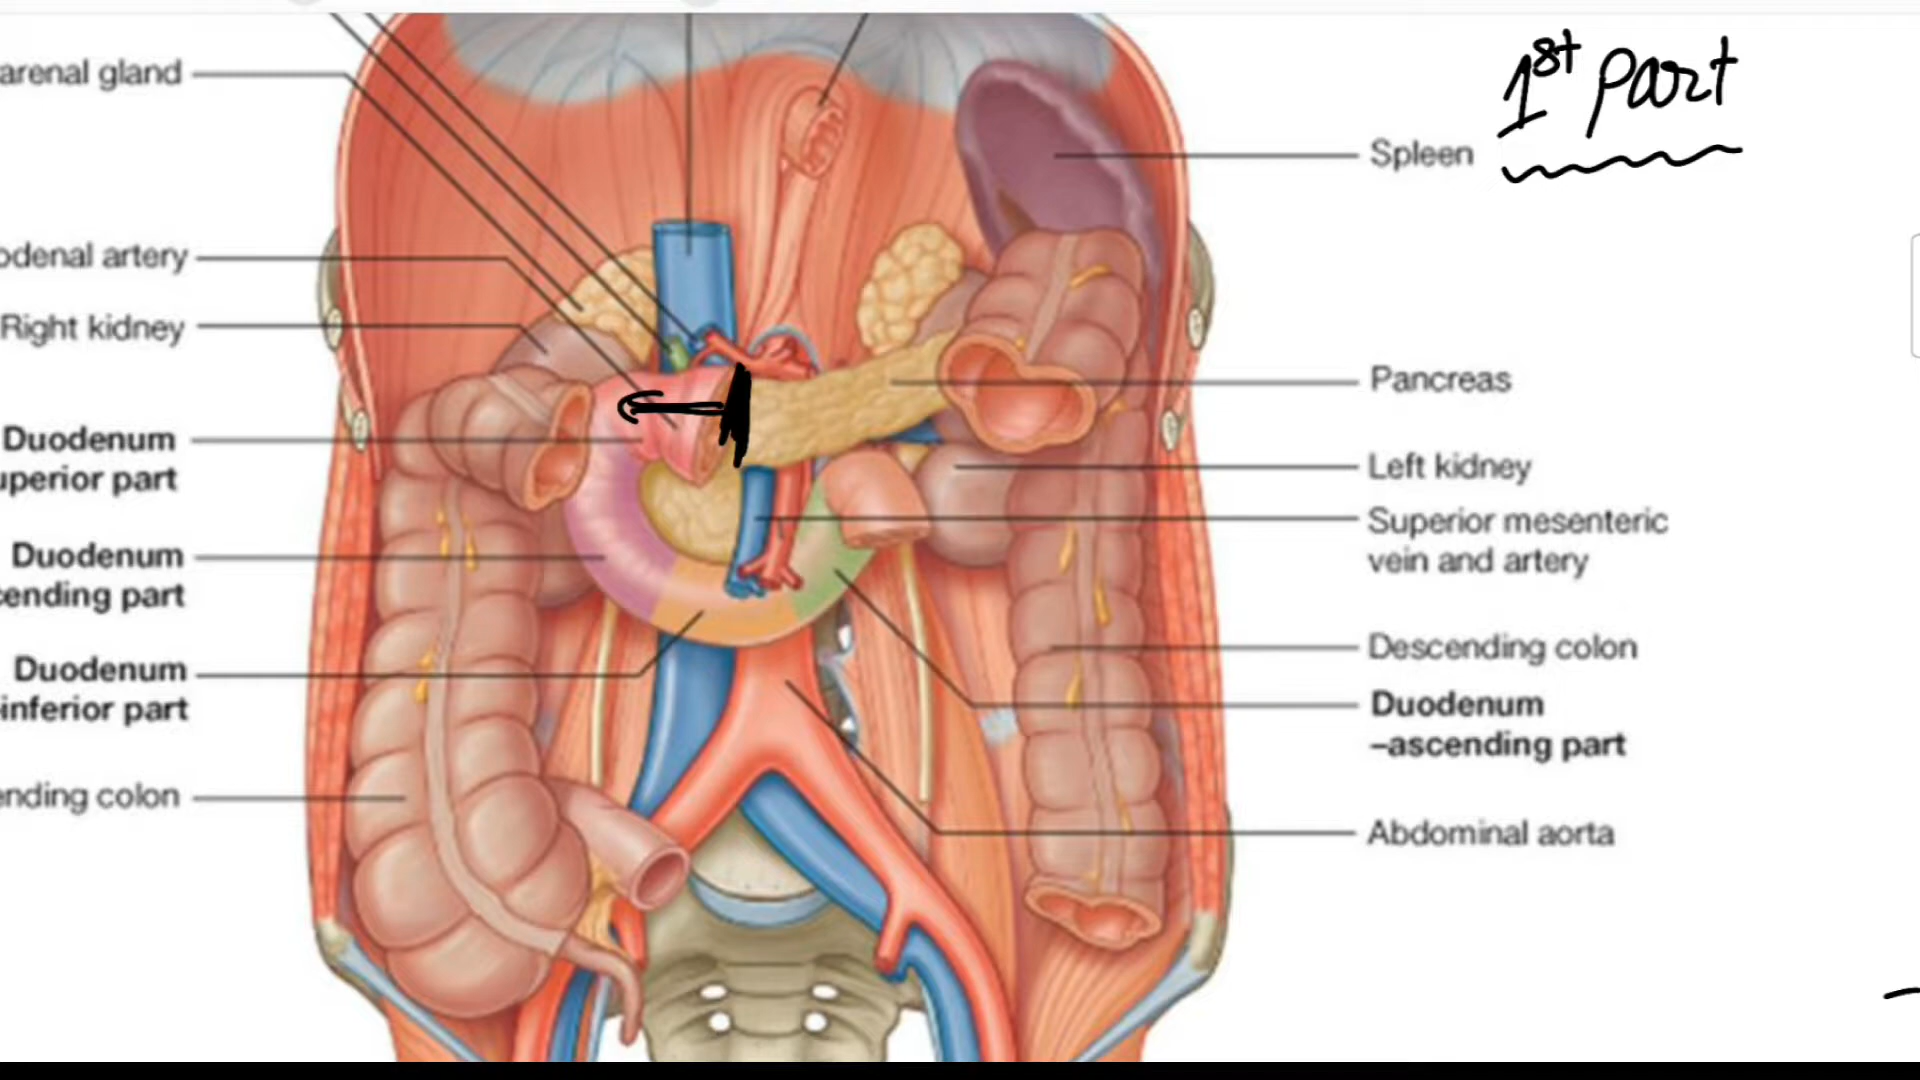 1st Part
arenal gland
Spleen
odenal artery
Right kidney
Pancreas
Duodenum
uperior part
Left kidney
Superior mesenteric
vein and artery
Duodenum
cending part
Descending colon
Duodenum
-inferior part
Duodenum
–ascending part
ending colon
Abdominal aorta